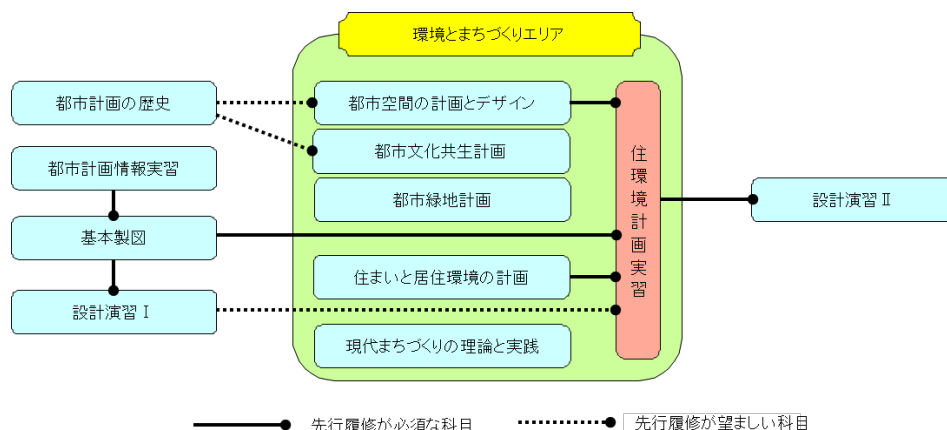 環境とまちづくりエリア
都市計画の歴史
都市空間の計画とデザイン
都市文化共生計画
都市計画情報実習
都市緑地計画
住環境計画実習
設計演習Ⅱ
基本製図
住まいと居住環境の計画
設計演習Ⅰ
現代まちづくりの理論と実践
先行履修が必須な科目
先行履修が望ましい科目